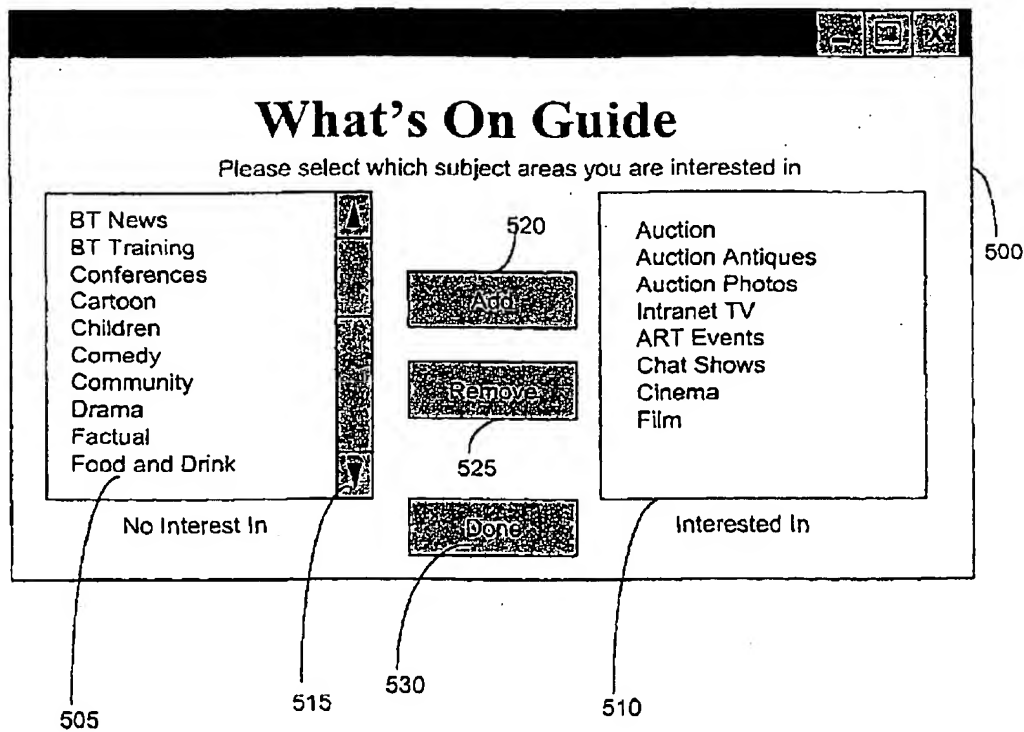 What's On Guide
Please select which subject areas you are interested in
BT News
BT Training
Conferences
Cartoon
Children
Comedy
Community
Drama
Factual
Food and Drink
No Interest In
520
Add
Remove
525
Done
Auction
Auction Antiques
Auction Photos
Intranet TV
ART Events
Chat Shows
Cinema
Film
Interested In
500
505
515
530
510